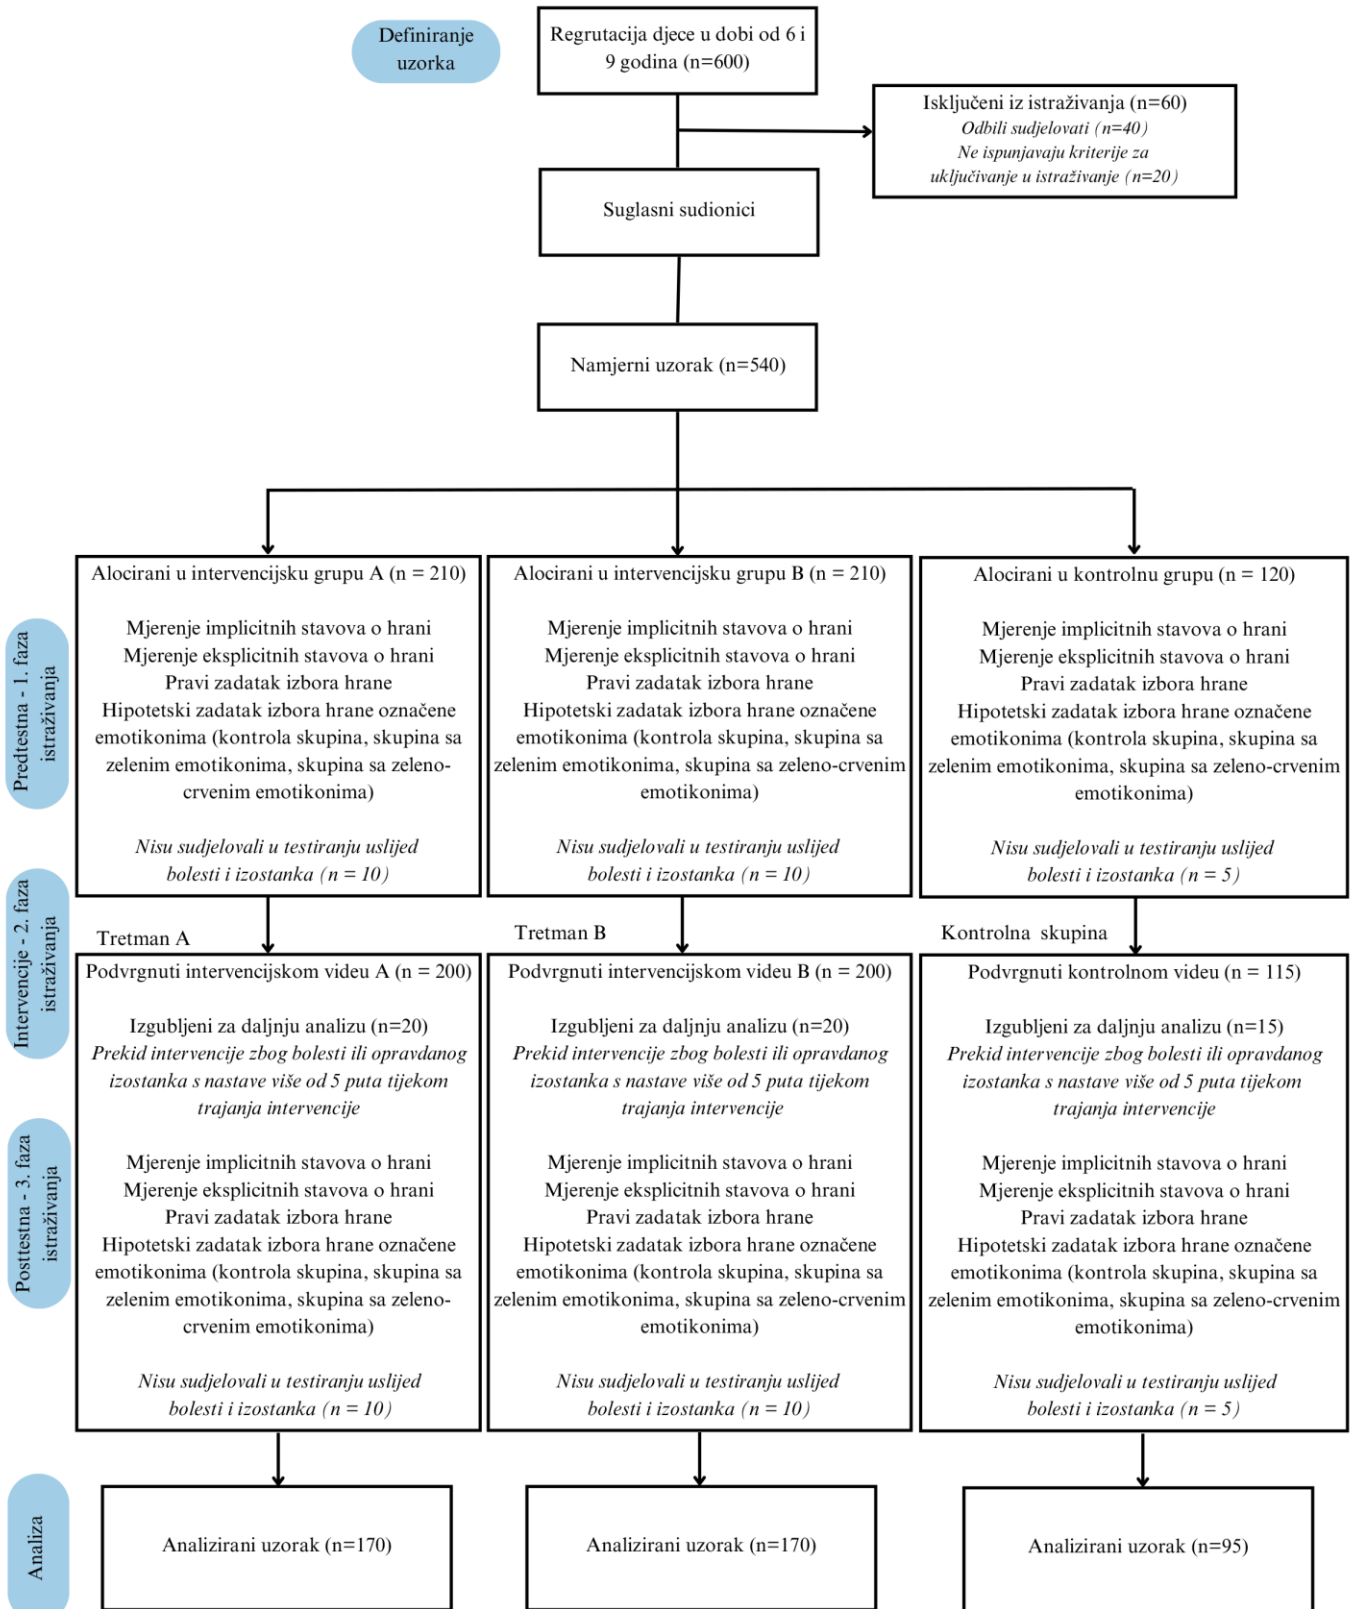 Definiranje
uzorka
Regrutacija djece u dobi od 6 i
9 godina (n=600)
Isključeni iz istraživanja (n=60)
Odbili sudjelovati (n=40)
Ne ispunjavaju kriterije za
uključivanje u istraživanje (n=20)
Suglasni sudionici
Namjerni uzorak (n=540)
Predtestna - 1. faza
istraživanja
Alocirani u intervencijsku grupu A (n = 210)
Mjerenje implicitnih stavova o hrani
Mjerenje eksplicitnih stavova o hrani
Pravi zadatak izbora hrane
Hipotetski zadatak izbora hrane označene
emotikonima (kontrola skupina, skupina sa
zelenim emotikonima, skupina sa zeleno-
crvenim emotikonima)
Nisu sudjelovali u testiranju uslijed
bolesti i izostanka (n = 10)
Alocirani u intervencijsku grupu B (n = 210)
Mjerenje implicitnih stavova o hrani
Mjerenje eksplicitnih stavova o hrani
Pravi zadatak izbora hrane
Hipotetski zadatak izbora hrane označene
emotikonima (kontrola skupina, skupina sa
zelenim emotikonima, skupina sa zeleno-crvenim
emotikonima)
Nisu sudjelovali u testiranju uslijed
bolesti i izostanka (n = 10)
Alocirani u kontrolnu grupu (n = 120)
Mjerenje implicitnih stavova o hrani
Mjerenje eksplicitnih stavova o hrani
Pravi zadatak izbora hrane
Hipotetski zadatak izbora hrane označene
emotikonima (kontrola skupina, skupina sa
zelenim emotikonima, skupina sa zeleno-crvenim
emotikonima)
Nisu sudjelovali u testiranju uslijed
bolesti i izostanka (n = 5)
Intervencije - 2. faza
istraživanja
Tretman A
Tretman B
Kontrolna skupina
Posttestna - 3. faza
istraživanja
Podvrgnuti intervencijskom videu A (n = 200)
Izgubljeni za daljnju analizu (n=20)
Prekid intervencije zbog bolesti ili opravdanog
izostanka s nastave više od 5 puta tijekom
trajanja intervencije
Mjerenje implicitnih stavova o hrani
Mjerenje eksplicitnih stavova o hrani
Pravi zadatak izbora hrane
Hipotetski zadatak izbora hrane označene
emotikonima (kontrola skupina, skupina sa
zelenim emotikonima, skupina sa zeleno-
crvenim emotikonima)
Nisu sudjelovali u testiranju uslijed
bolesti i izostanka (n = 10)
Podvrgnuti intervencijskom videu B (n = 200)
Izgubljeni za daljnju analizu (n=20)
Prekid intervencije zbog bolesti ili opravdanog
izostanka s nastave više od 5 puta tijekom
trajanja intervencije
Mjerenje implicitnih stavova o hrani
Mjerenje eksplicitnih stavova o hrani
Pravi zadatak izbora hrane
Hipotetski zadatak izbora hrane označene
emotikonima (kontrola skupina, skupina sa
zelenim emotikonima, skupina sa zeleno-crvenim
emotikonima)
Nisu sudjelovali u testiranju uslijed
bolesti i izostanka (n = 10)
Podvrgnuti kontrolnom videu (n = 115)
Izgubljeni za daljnju analizu (n=15)
Prekid intervencije zbog bolesti ili opravdanog
izostanka s nastave više od 5 puta tijekom
trajanja intervencije
Mjerenje implicitnih stavova o hrani
Mjerenje eksplicitnih stavova o hrani
Pravi zadatak izbora hrane
Hipotetski zadatak izbora hrane označene
emotikonima (kontrola skupina, skupina sa
zelenim emotikonima, skupina sa zeleno-crvenim
emotikonima)
Nisu sudjelovali u testiranju uslijed
bolesti i izostanka (n = 5)
Analiza
Analizirani uzorak (n=170)
Analizirani uzorak (n=170)
Analizirani uzorak (n=95)